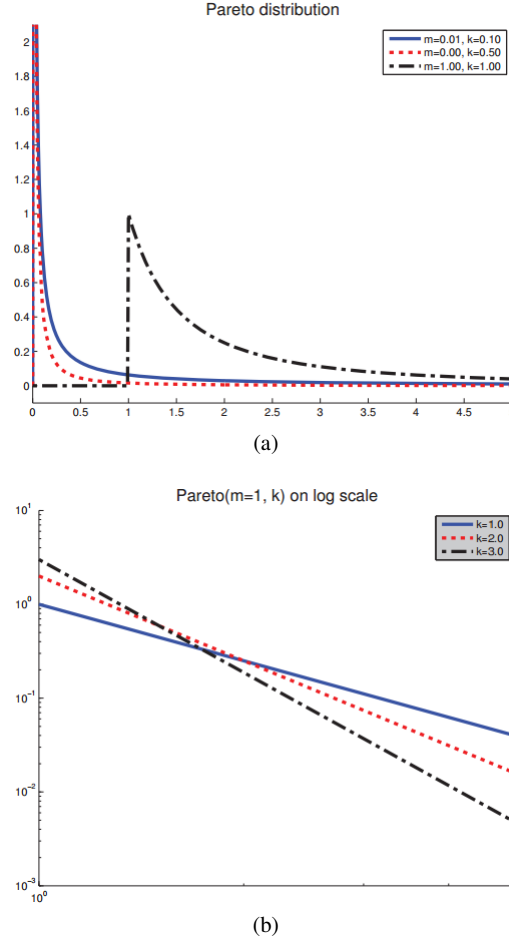 Pareto distribution
m=0.01, k=0.10
m=0.00, k=0.50
m=1.00, k=1.00
2
1.8
1.6
1.4
1.2
1
0.8
0.6
0.4
0.2
0
0 0.5 1 1.5 2 2.5 3 3.5 4 4.5
(a)
Pareto(m=1, k) on log scale
k=1.0
k=2.0
k=3.0
10^1
10^0
10^-1
10^-2
10^-3
10^0
(b)